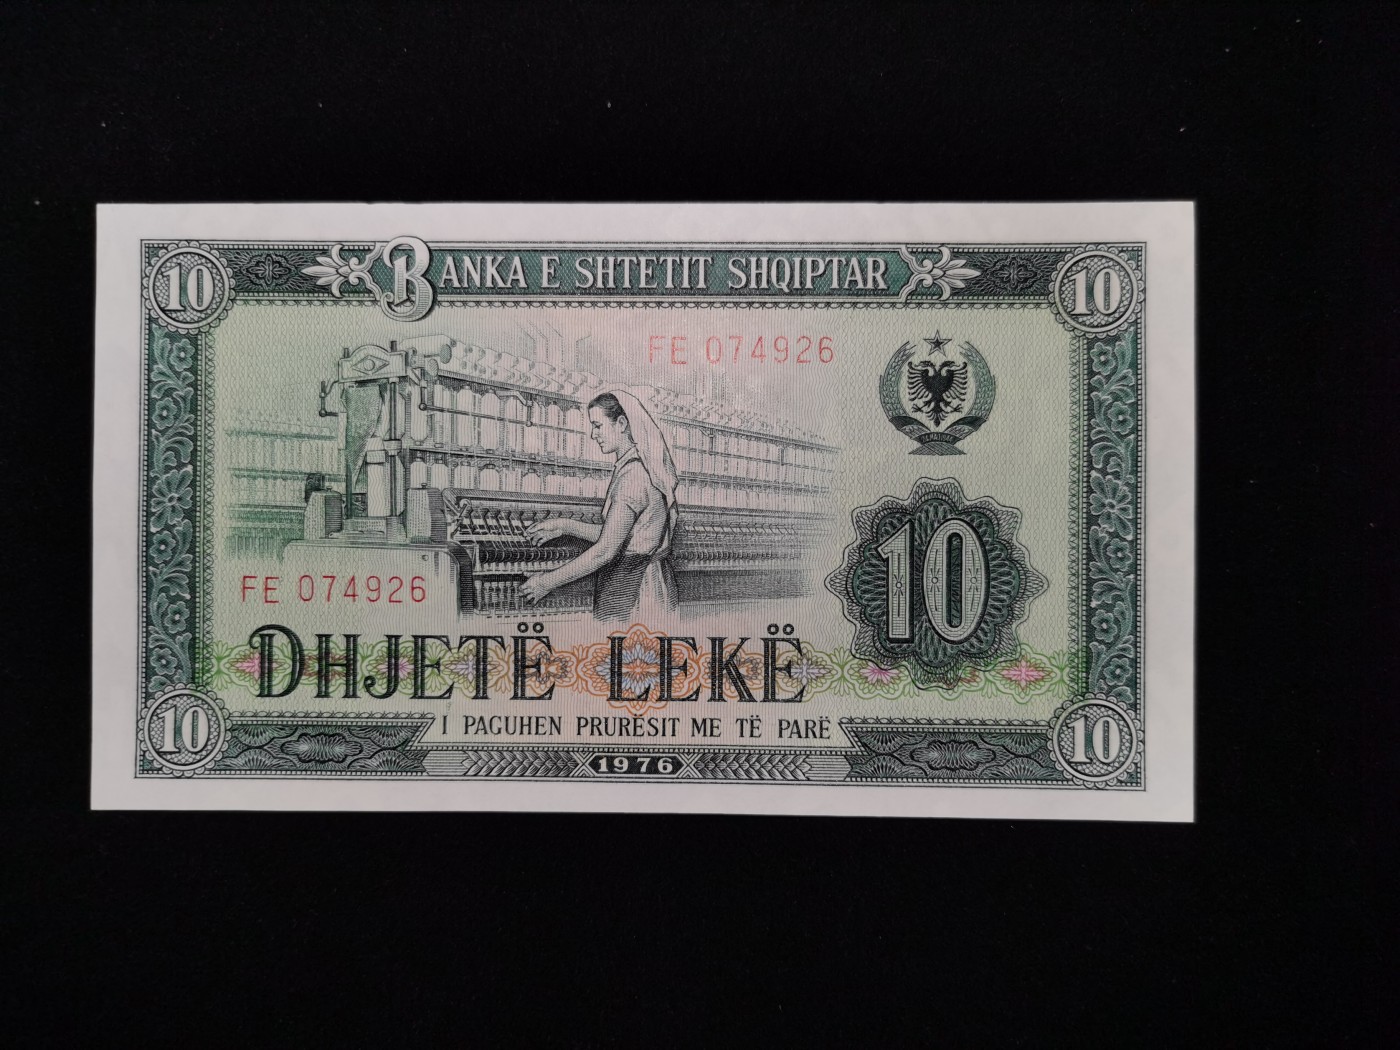 10 BANKA E SHTETIT SHQIPTAR 10
FE 074926
10
FE 074926
DHJETË LEKË
I PAGUHEN PRURËSIT ME TË PARË
10 1976 10